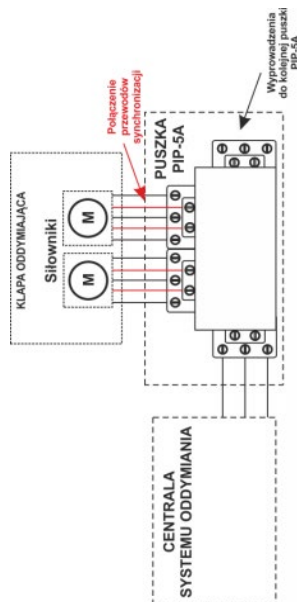 KLAPA ODDYMIAJĄCA
Siłowniki
M
M
Połączenie
przewodów
synchronizacji
PUSZKA
PIP-5A
Wyprowadzenia
do kolejnej puszki
PIP-5A
CENTRALA
SYSTEMU ODDYMIANIA